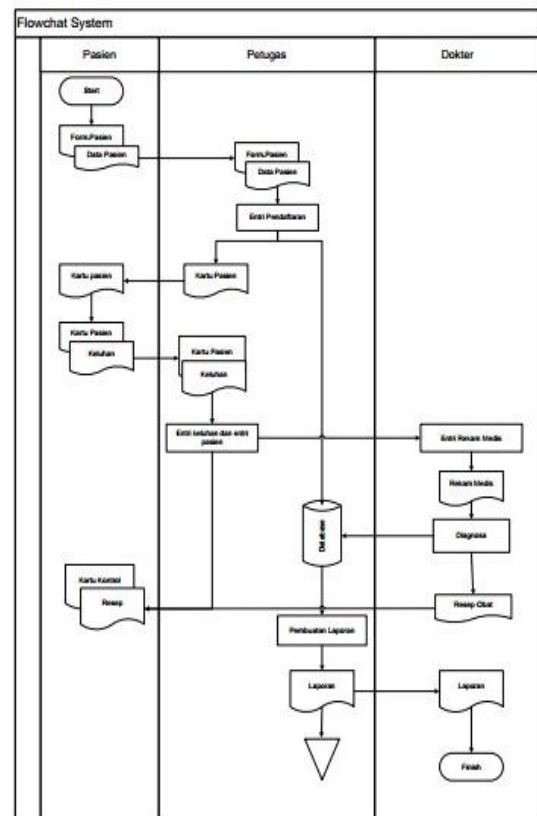 Flowchat System
Pasien
Petugas
Dokter
Start
Form.Pasien
Data Pasien
Form.Pasien
Data Pasien
Entri Pendaftaran
Kartu pasien
Kartu Pasien
Kartu Pasien
Keluhan
Kartu Pasien
Keluhan
Entri keluhan dan entri
pasien
Entri Rekam Medis
Rekam Medis
Database
Diagnosa
Kartu Kontrol
Resep
Resep Obat
Pembuatan Laporan
Laporan
Laporan
Finish